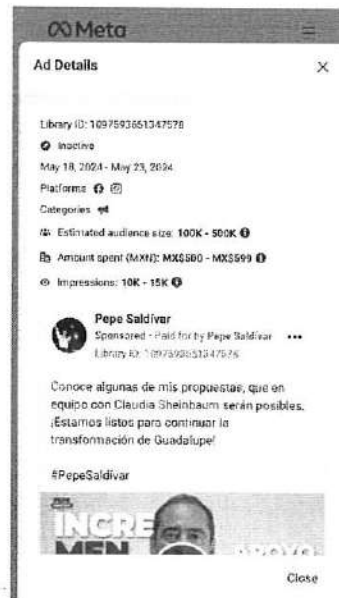 Meta
Ad Details
Library ID: 1097593651347576
Inactive
May 18, 2024 - May 23, 2024
Platforms
Categories
Estimated audience size: 100K - 500K
Amount spent (MXN): MX$500 - MX$599
Impressions: 10K - 15K
Pepe Saldívar
Sponsored • Paid for by Pepe Saldívar
Library ID: 1097593651347576
Conoce algunas de mis propuestas, que en
equipo con Claudia Sheinbaum serán posibles.
¡Estamos listos para continuar la
transformación de Guadalupe!
#PepeSaldívar
INCRE
MEN
APOYO
Close